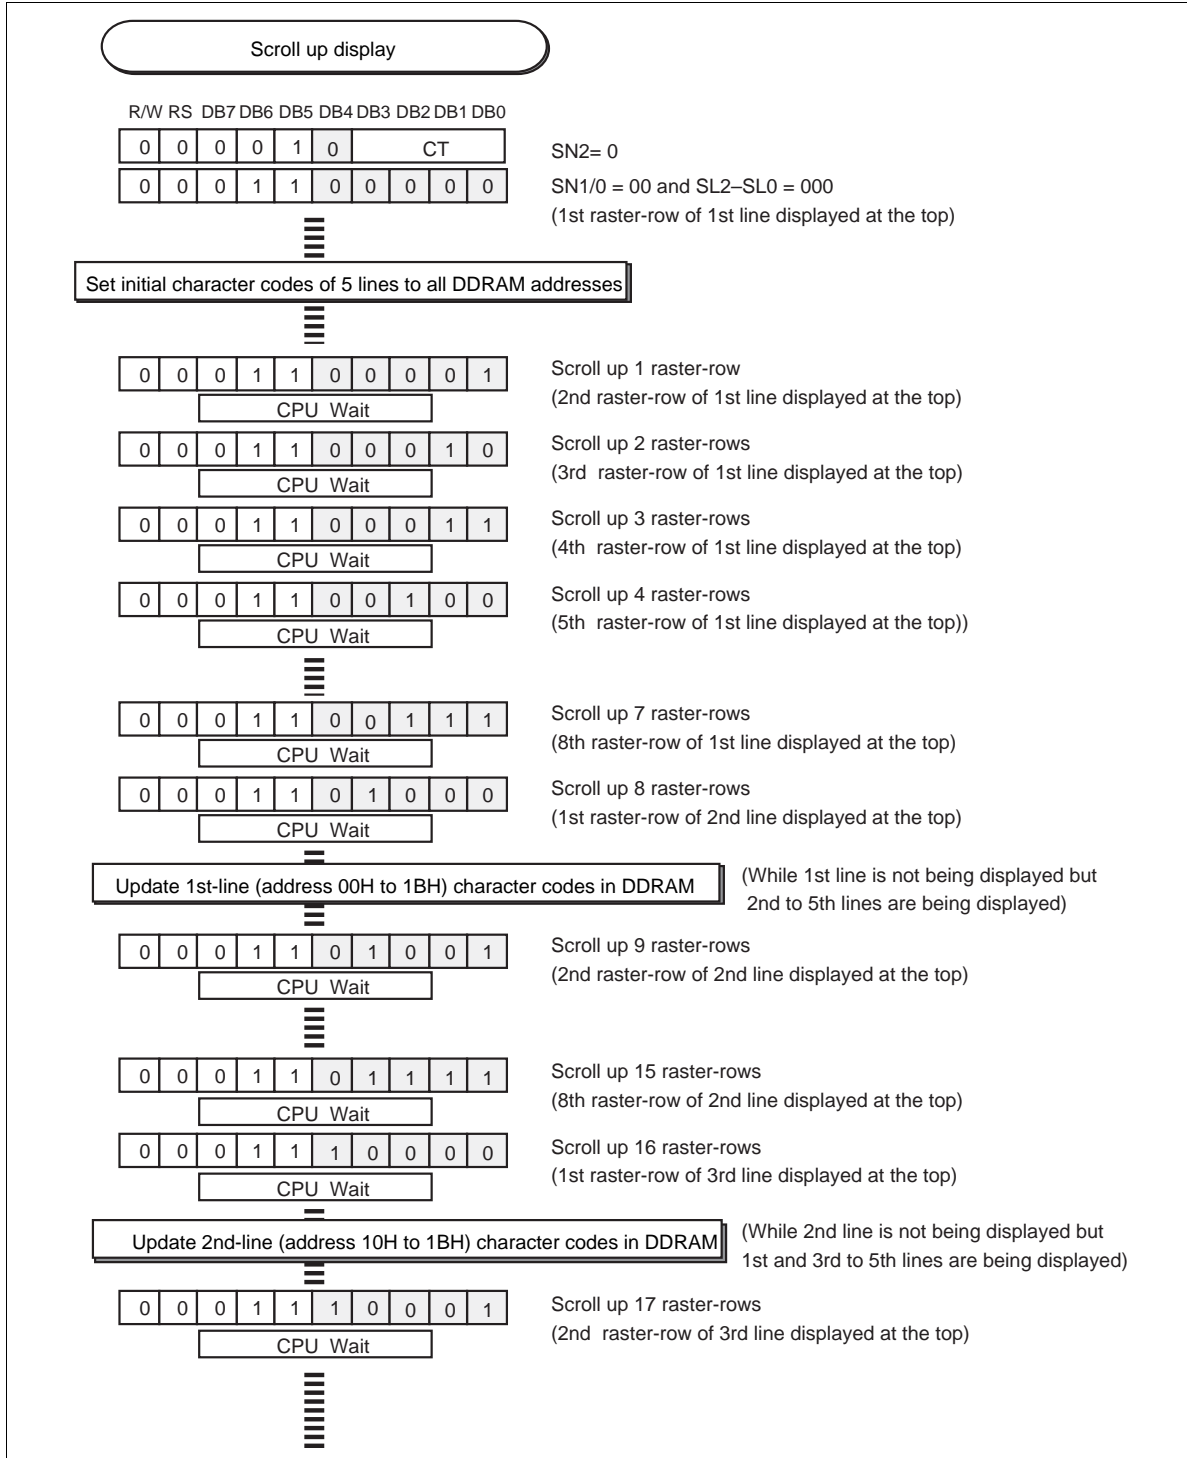 Scroll up display
R/W RS DB7 DB6 DB5 DB4 DB3 DB2 DB1 DB0
0 0 0 0 1 0 CT SN2= 0
0 0 0 1 1 0 0 0 0 0 SN1/0 = 00 and SL2–SL0 = 000
(1st raster-row of 1st line displayed at the top)
Set initial character codes of 5 lines to all DDRAM addresses
0 0 0 1 1 0 0 0 0 1 Scroll up 1 raster-row
CPU Wait (2nd raster-row of 1st line displayed at the top)
0 0 0 1 1 0 0 0 1 0 Scroll up 2 raster-rows
CPU Wait (3rd raster-row of 1st line displayed at the top)
0 0 0 1 1 0 0 0 1 1 Scroll up 3 raster-rows
CPU Wait (4th raster-row of 1st line displayed at the top)
0 0 0 1 1 0 0 1 0 0 Scroll up 4 raster-rows
CPU Wait (5th raster-row of 1st line displayed at the top))
0 0 0 1 1 0 0 1 1 1 Scroll up 7 raster-rows
CPU Wait (8th raster-row of 1st line displayed at the top)
0 0 0 1 1 0 1 0 0 0 Scroll up 8 raster-rows
CPU Wait (1st raster-row of 2nd line displayed at the top)
Update 1st-line (address 00H to 1BH) character codes in DDRAM (While 1st line is not being displayed but
2nd to 5th lines are being displayed)
0 0 0 1 1 0 1 0 0 1 Scroll up 9 raster-rows
CPU Wait (2nd raster-row of 2nd line displayed at the top)
0 0 0 1 1 0 1 1 1 1 Scroll up 15 raster-rows
CPU Wait (8th raster-row of 2nd line displayed at the top)
0 0 0 1 1 1 0 0 0 0 Scroll up 16 raster-rows
CPU Wait (1st raster-row of 3rd line displayed at the top)
Update 2nd-line (address 10H to 1BH) character codes in DDRAM (While 2nd line is not being displayed but
1st and 3rd to 5th lines are being displayed)
0 0 0 1 1 1 0 0 0 1 Scroll up 17 raster-rows
CPU Wait (2nd raster-row of 3rd line displayed at the top)